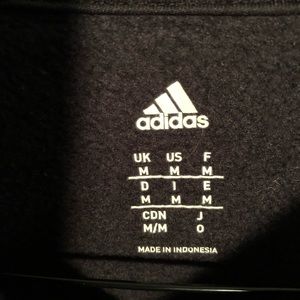 adidas
UK US F
M M M
D I E
M M M
CDN J
M/M O
MADE IN INDONESIA